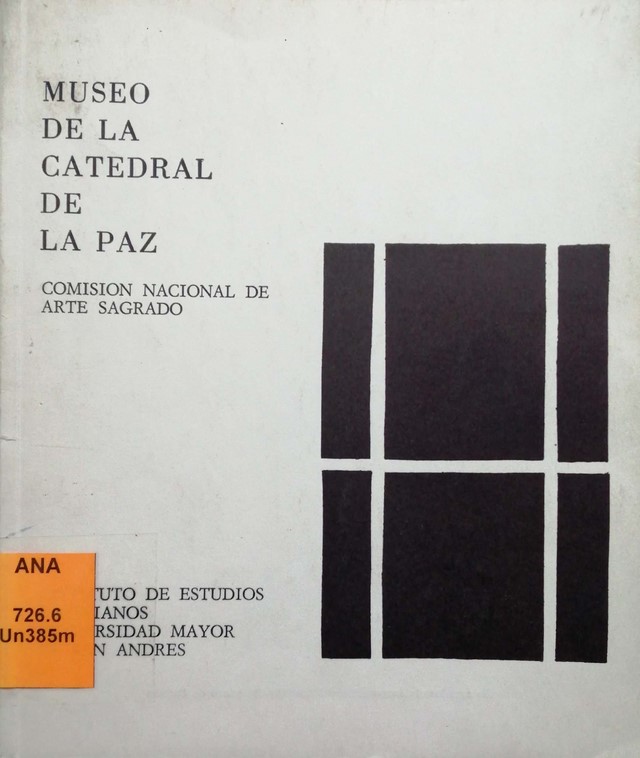 MUSEO
DE LA
CATEDRAL
DE
LA PAZ
COMISION NACIONAL DE
ARTE SAGRADO
ANA
726.6
Un385m
TUTO DE ESTUDIOS
IANOS
ERSIDAD MAYOR
N ANDRES